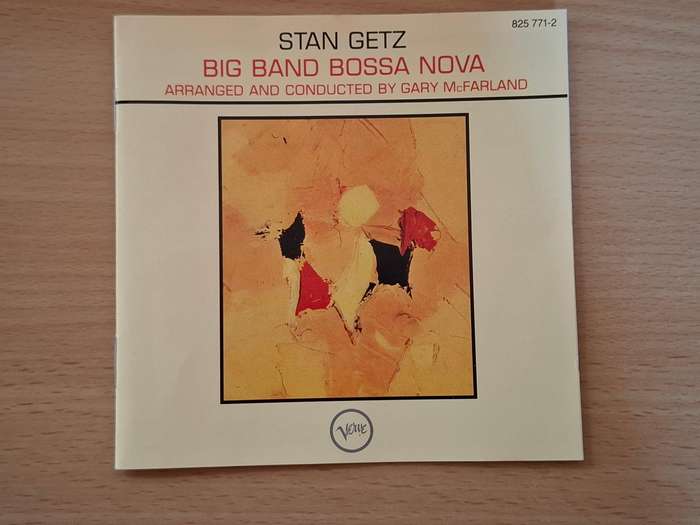 825 771-2
STAN GETZ
BIG BAND BOSSA NOVA
ARRANGED AND CONDUCTED BY GARY McFARLAND
Verve